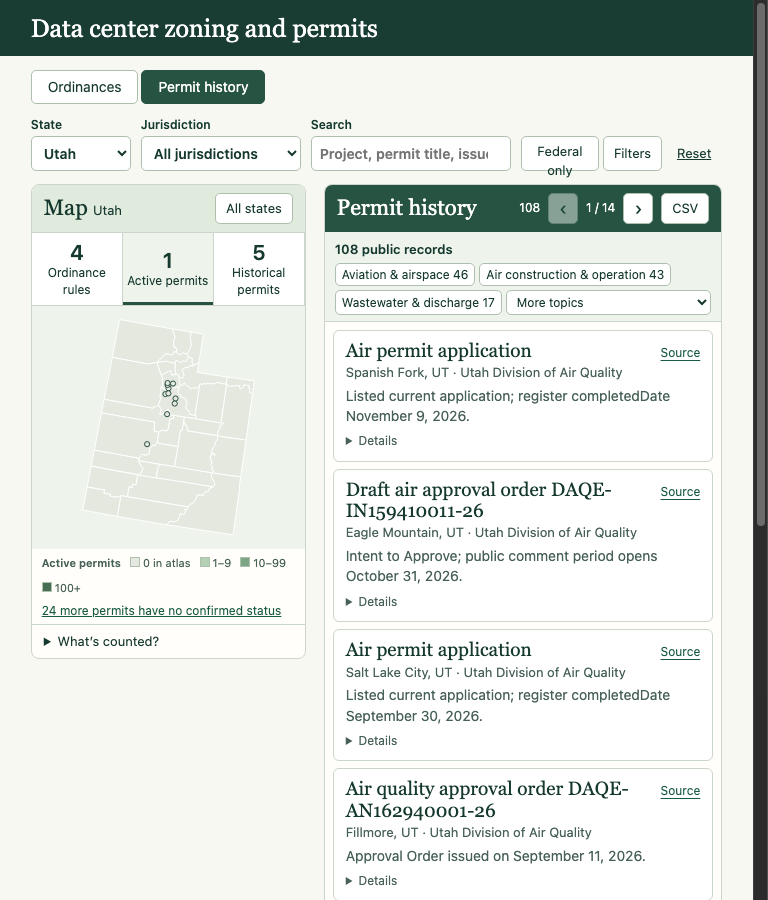 Data center zoning and permits
Ordinances
Permit history
State
Jurisdiction
Search
Utah
All jurisdictions
Project, permit title, issu
Federal
only
Filters
Reset
Map Utah
All states
4
Ordinance
rules
1
Active permits
5
Historical
permits
Active permits
0 in atlas
1–9
10–99
100+
24 more permits have no confirmed status
What's counted?
Permit history
108
‹
1 / 14
›
CSV
108 public records
Aviation & airspace 46
Air construction & operation 43
Wastewater & discharge 17
More topics
Air permit application
Source
Spanish Fork, UT · Utah Division of Air Quality
Listed current application; register completedDate
November 9, 2026.
Details
Draft air approval order DAQE-
IN159410011-26
Source
Eagle Mountain, UT · Utah Division of Air Quality
Intent to Approve; public comment period opens
October 31, 2026.
Details
Air permit application
Source
Salt Lake City, UT · Utah Division of Air Quality
Listed current application; register completedDate
September 30, 2026.
Details
Air quality approval order DAQE-
AN162940001-26
Source
Fillmore, UT · Utah Division of Air Quality
Approval Order issued on September 11, 2026.
Details